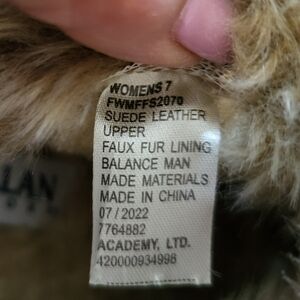 WOMENS 7
FWMFFS2070
SUEDE LEATHER
UPPER
FAUX FUR LINING
BALANCE MAN
MADE MATERIALS
MADE IN CHINA
07/2022
7764882
ACADEMY, LTD.
420000934998
LLAN